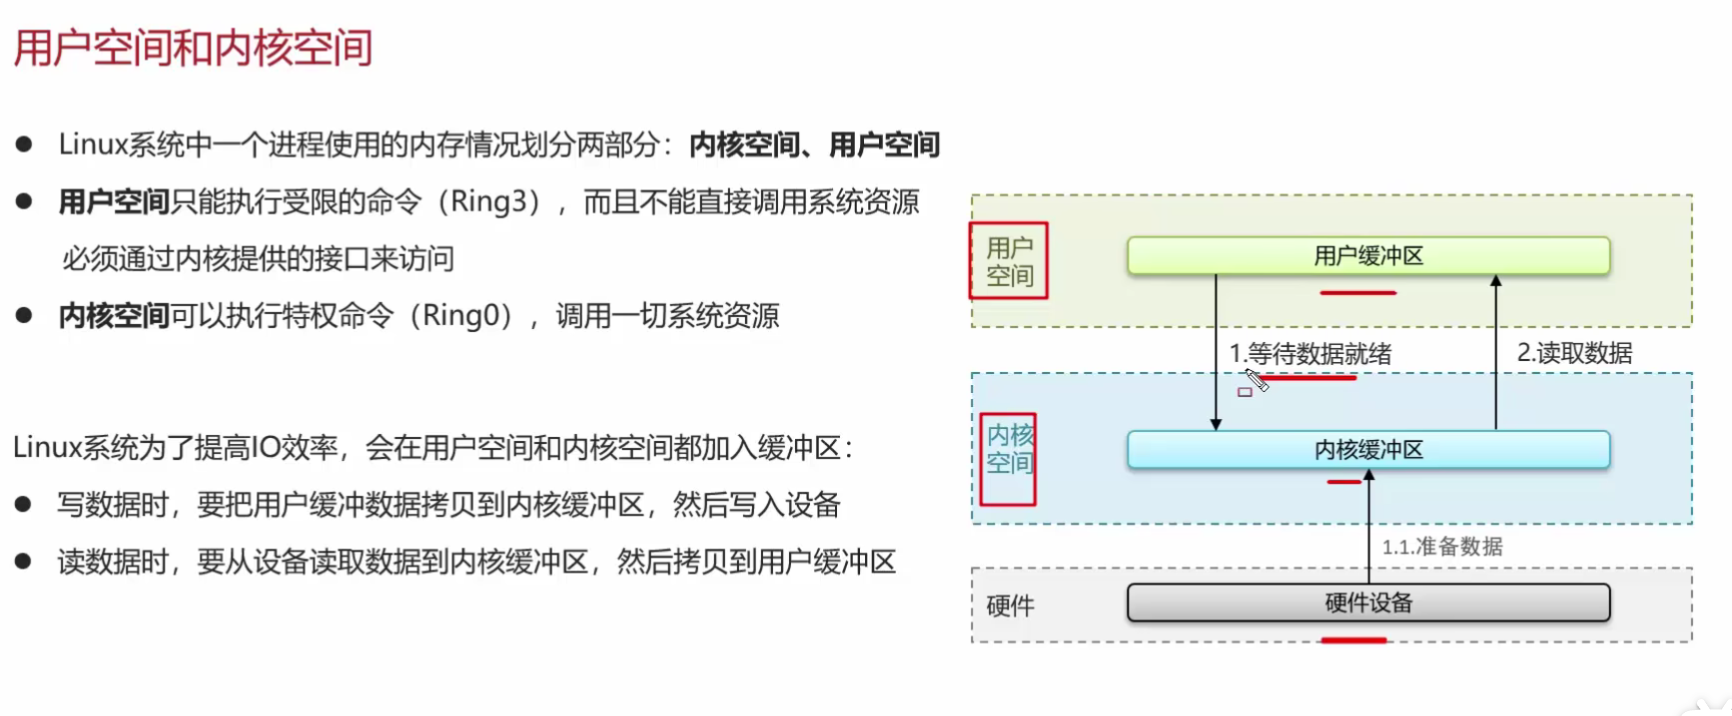 用户空间和内核空间
● Linux系统中一个进程使用的内存情况划分两部分：内核空间、用户空间
● 用户空间只能执行受限的命令（Ring3），而且不能直接调用系统资源
必须通过内核提供的接口来访问
● 内核空间可以执行特权命令（Ring0），调用一切系统资源
Linux系统为了提高IO效率，会在用户空间和内核空间都加入缓冲区：
● 写数据时，要把用户缓冲数据拷贝到内核缓冲区，然后写入设备
● 读数据时，要从设备读取数据到内核缓冲区，然后拷贝到用户缓冲区
用户
空间
用户缓冲区
1.等待数据就绪
2.读取数据
内核
空间
内核缓冲区
1.1.准备数据
硬件
硬件设备